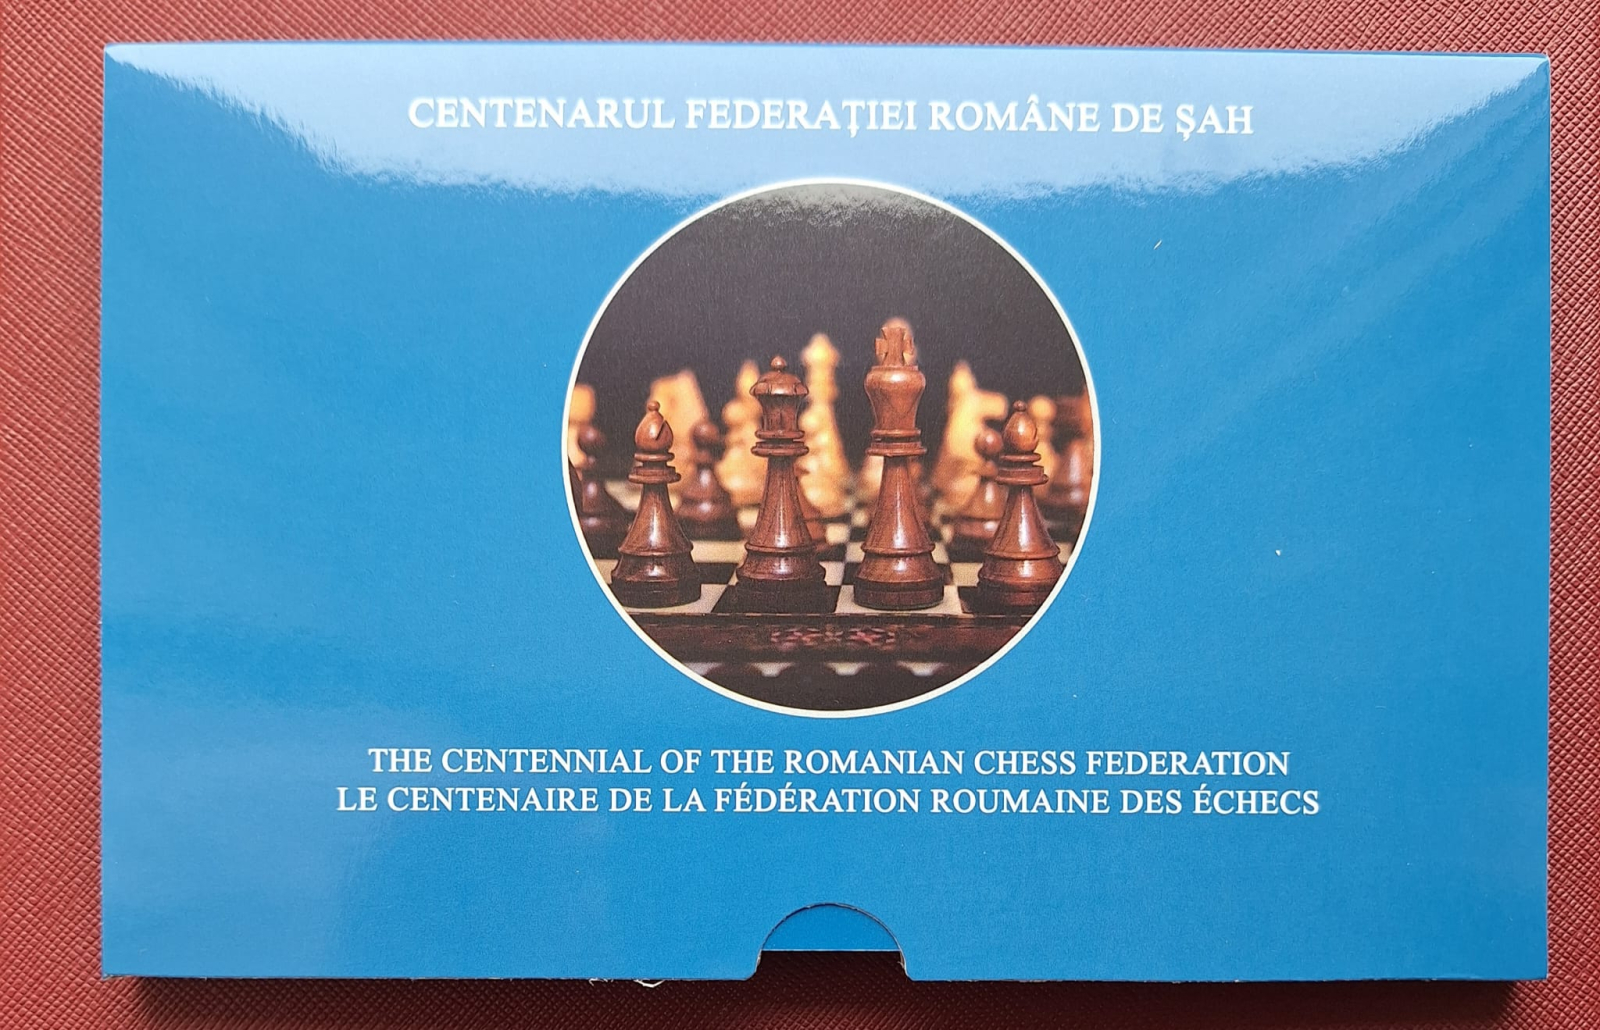 CENTENARUL FEDERAȚIEI ROMÂNE DE ȘAH
THE CENTENNIAL OF THE ROMANIAN CHESS FEDERATION
LE CENTENAIRE DE LA FÉDÉRATION ROUMAINE DES ÉCHECS